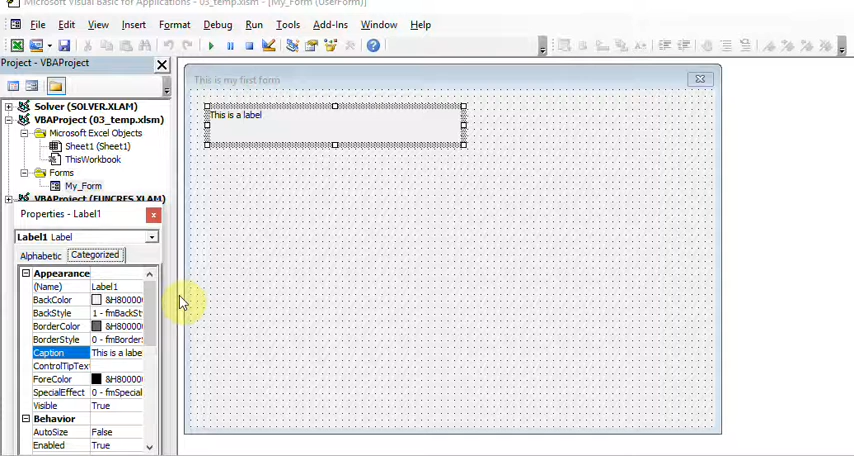 Microsoft Visual Basic for Applications - 03_temp.xlsm - [My_Form (UserForm)]
File Edit View Insert Format Debug Run Tools Add-Ins Window Help
Project - VBAProject
Solver (SOLVER.XLAM)
VBAProject (03_temp.xlsm)
Microsoft Excel Objects
Sheet1 (Sheet1)
ThisWorkbook
Forms
My_Form
VBAProject (FUNCRES.XLAM)
Properties - Label1
Label1 Label
Alphabetic Categorized
Appearance
(Name) Label1
BackColor &H800000
BackStyle 1 - fmBackSt
BorderColor &H800000
BorderStyle 0 - fmBorder
Caption This is a labe
ControlTipTex
ForeColor &H800000
SpecialEffect 0 - fmSpecial
Visible True
Behavior
AutoSize False
Enabled True
This is my first form
This is a label